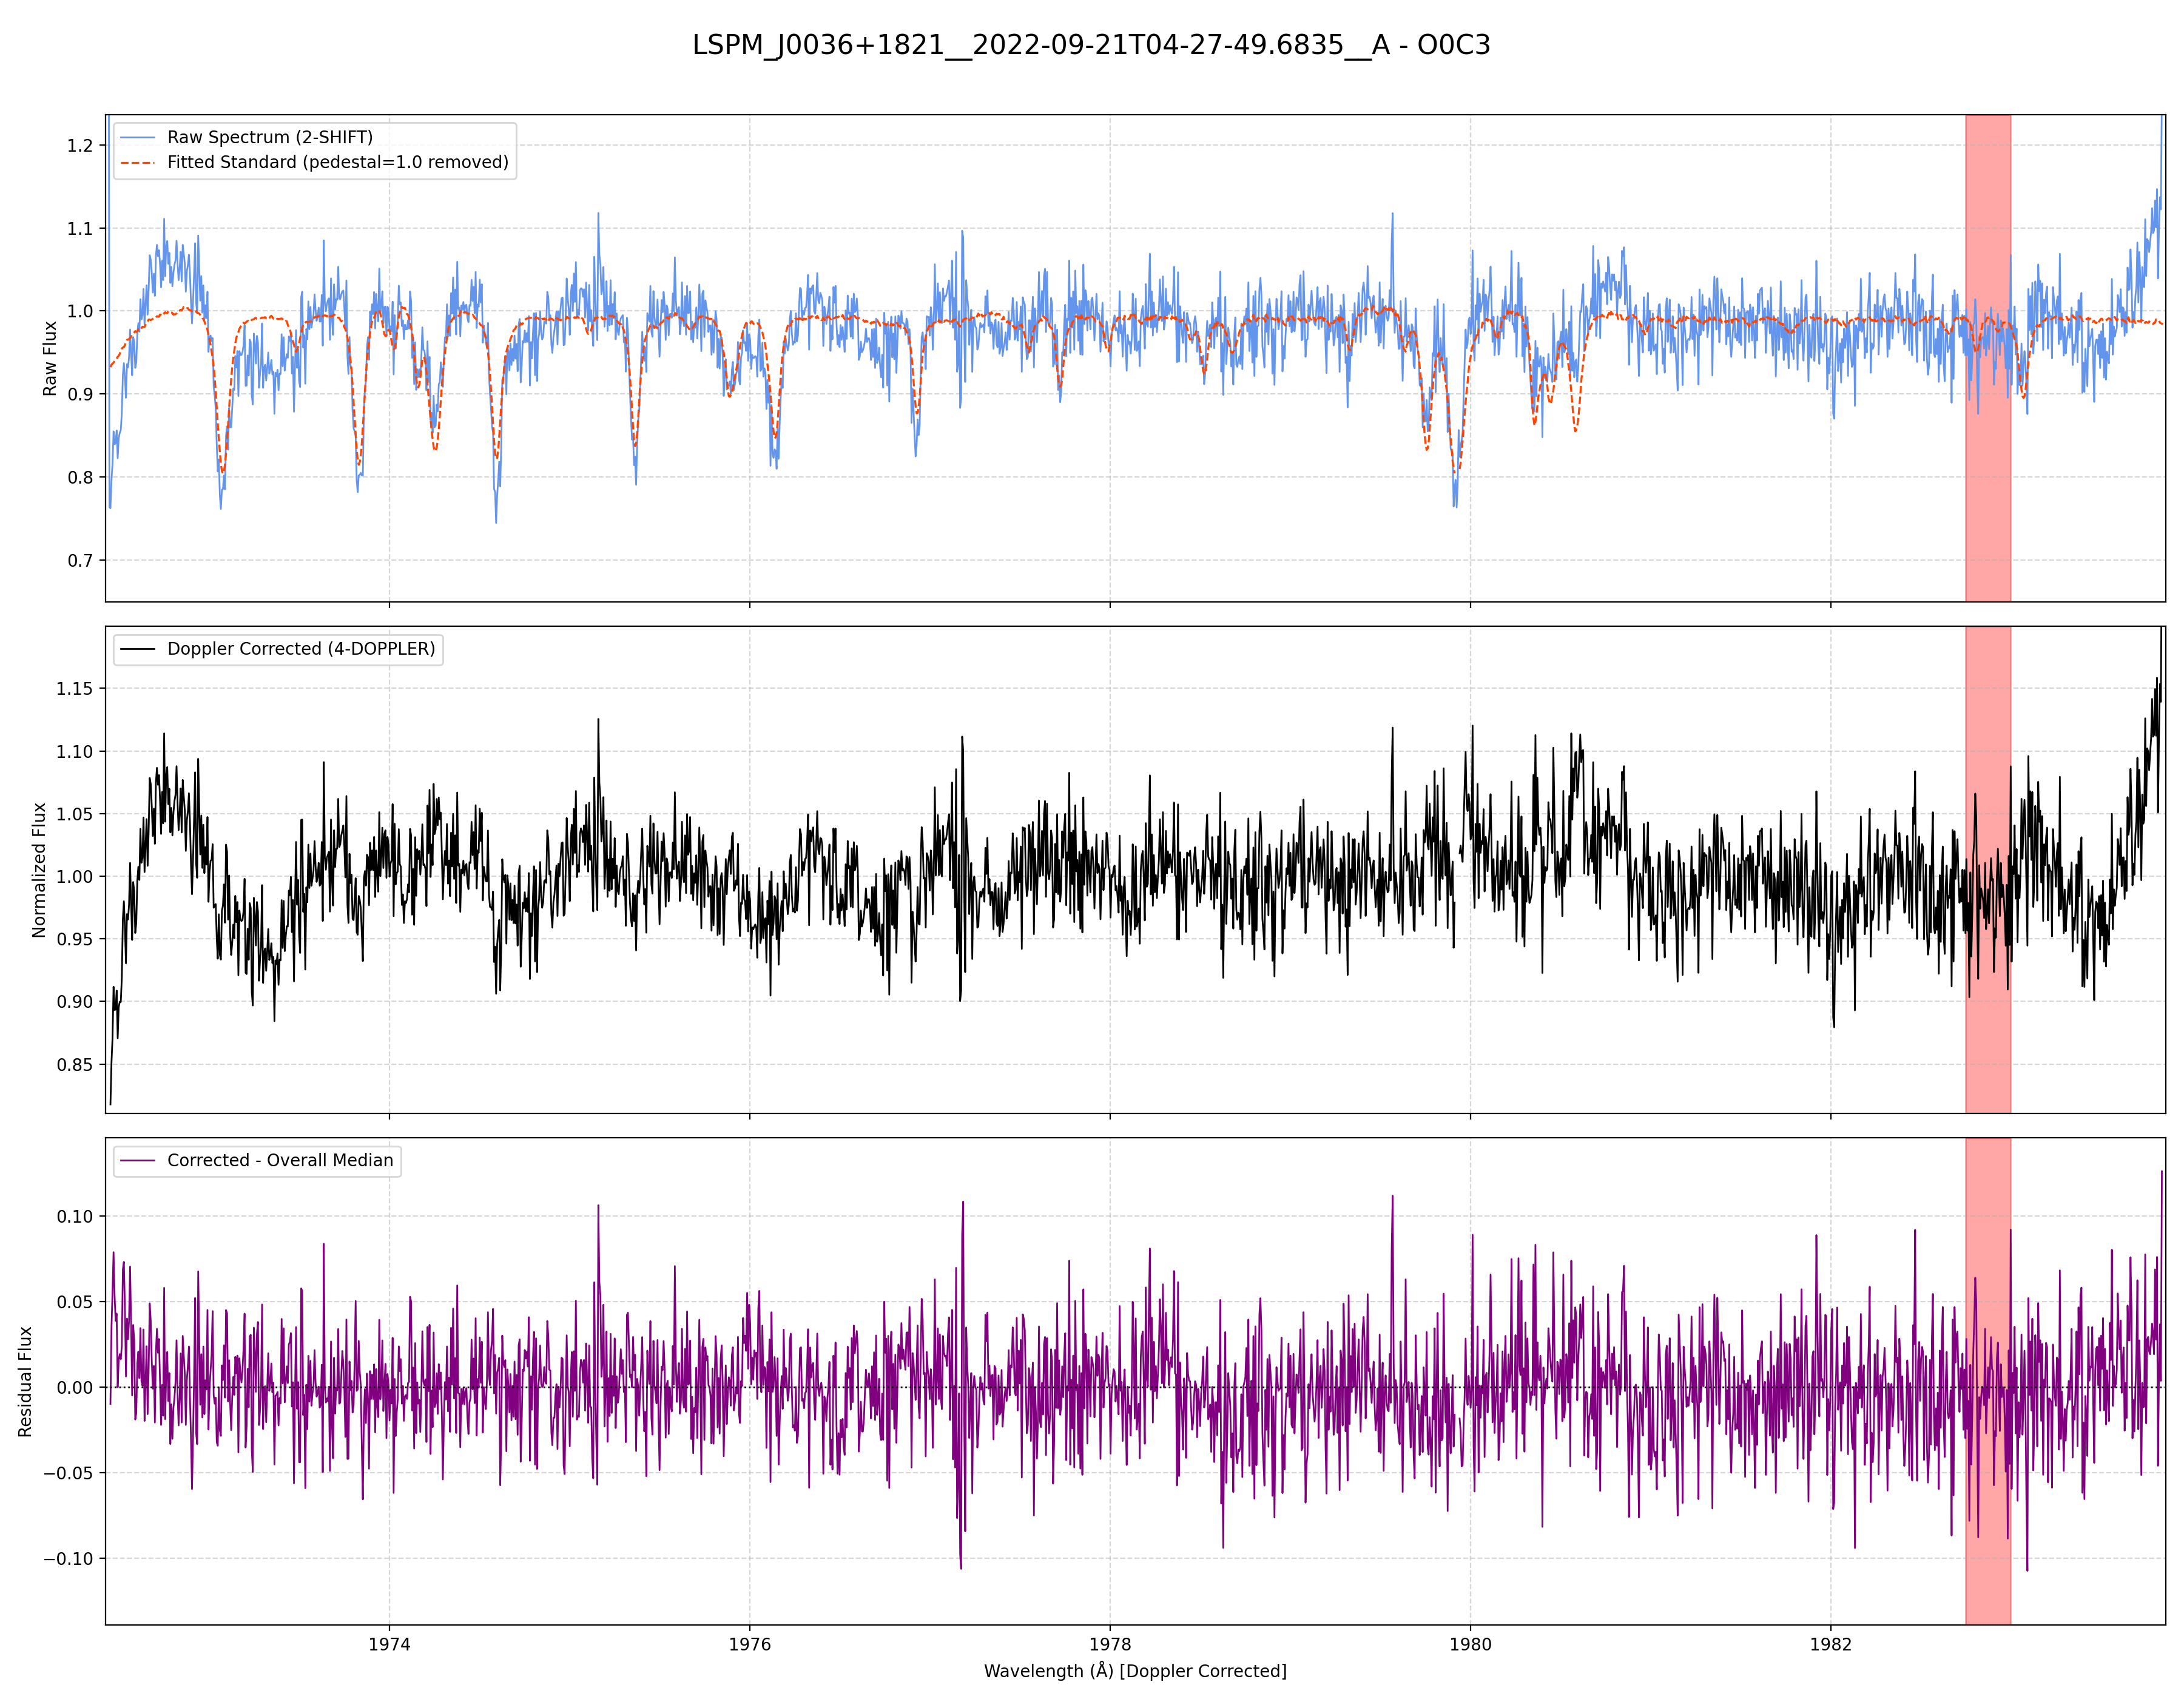 LSPM_J0036+1821__2022-09-21T04-27-49.6835__A - O0C3
Raw Spectrum (2-SHIFT)
Fitted Standard (pedestal=1.0 removed)
Raw Flux
1.2
1.1
1.0
0.9
0.8
0.7
Doppler Corrected (4-DOPPLER)
Normalized Flux
1.15
1.10
1.05
1.00
0.95
0.90
0.85
Corrected - Overall Median
Residual Flux
0.10
0.05
0.00
−0.05
−0.10
1974 1976 1978 1980 1982
Wavelength (Å) [Doppler Corrected]